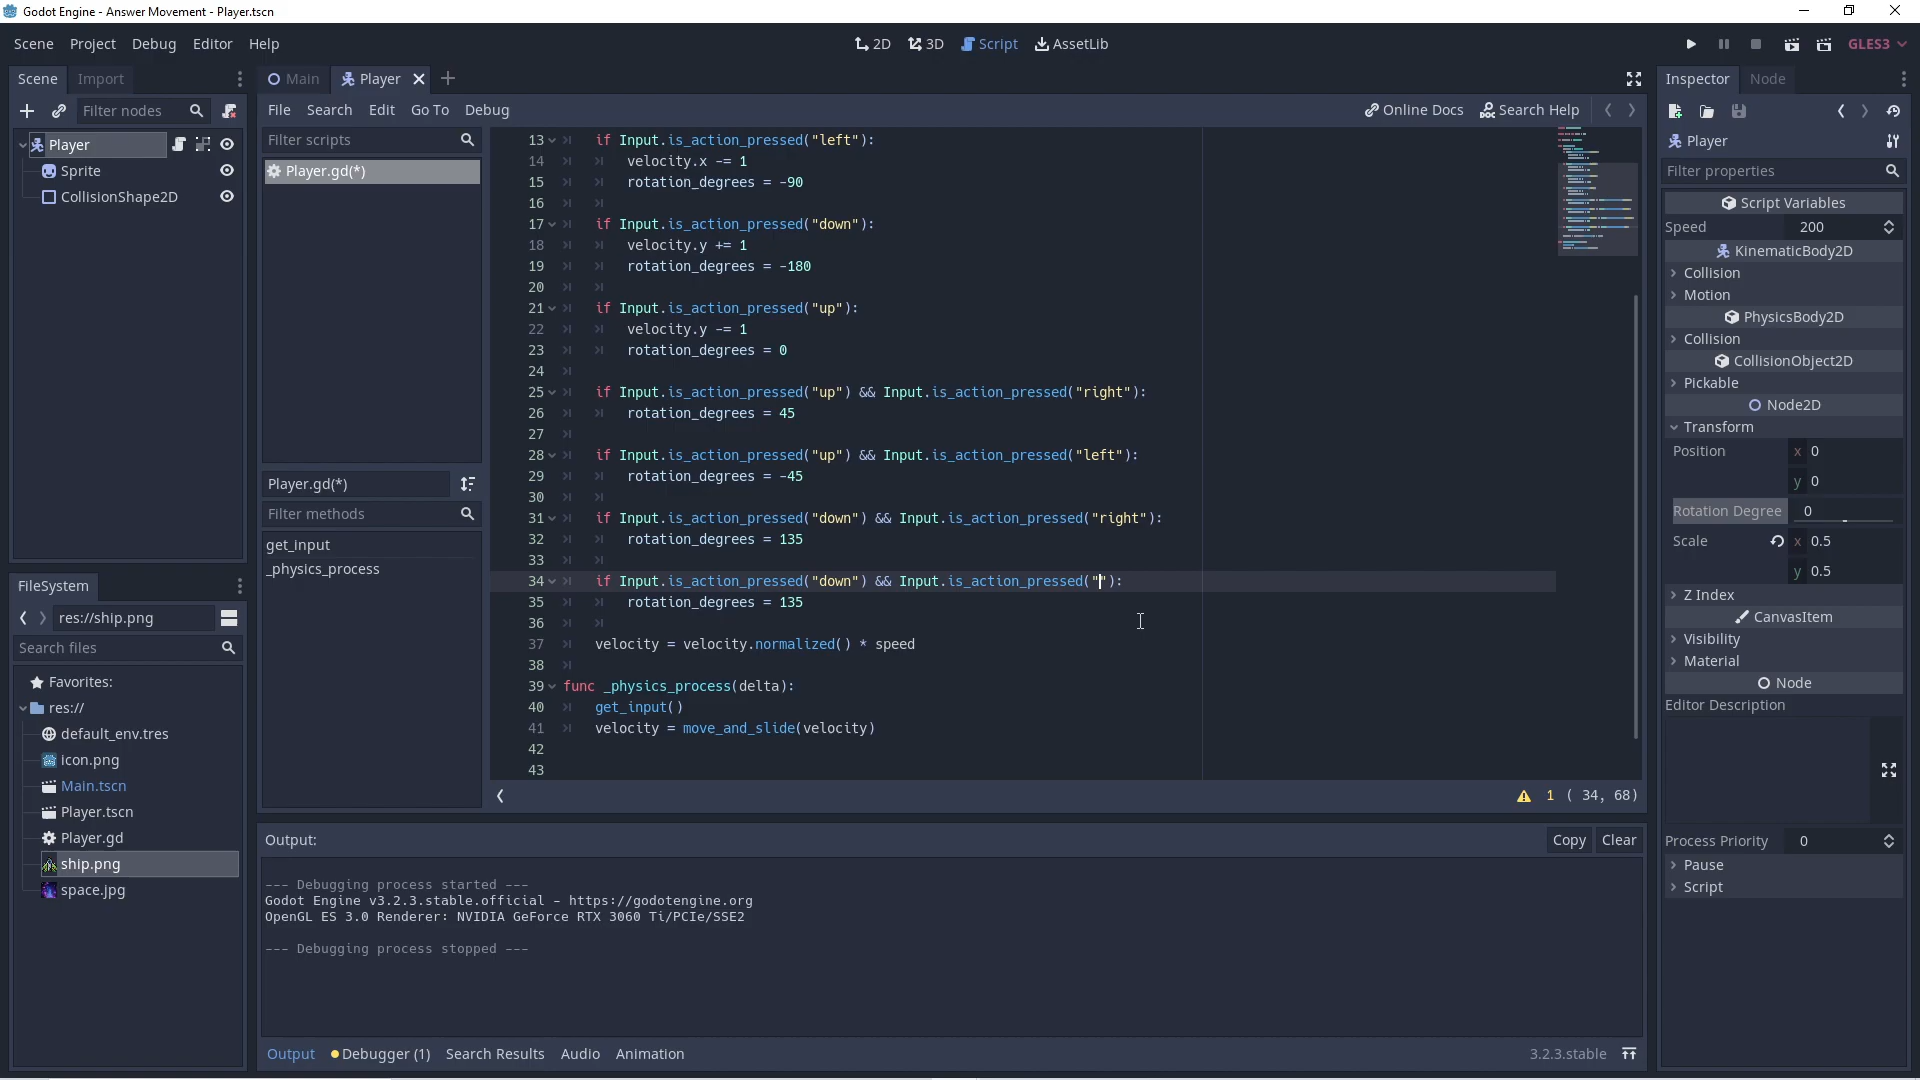 Godot Engine - Answer Movement - Player.tscn
Scene Project Debug Editor Help
2D 3D Script AssetLib
GLES3
Scene Import
Filter nodes
Player
Sprite
CollisionShape2D
FileSystem
res://ship.png
Search files
Favorites:
res://
default_env.tres
icon.png
Main.tscn
Player.tscn
Player.gd
ship.png
space.jpg
Main Player
File Search Edit Go To Debug
Online Docs Search Help
Filter scripts
Player.gd(*)
Player.gd(*)
Filter methods
get_input
_physics_process
13 if Input.is_action_pressed("left"):
14 velocity.x -= 1
15 rotation_degrees = -90
16
17 if Input.is_action_pressed("down"):
18 velocity.y += 1
19 rotation_degrees = -180
20
21 if Input.is_action_pressed("up"):
22 velocity.y -= 1
23 rotation_degrees = 0
24
25 if Input.is_action_pressed("up") && Input.is_action_pressed("right"):
26 rotation_degrees = 45
27
28 if Input.is_action_pressed("up") && Input.is_action_pressed("left"):
29 rotation_degrees = -45
30
31 if Input.is_action_pressed("down") && Input.is_action_pressed("right"):
32 rotation_degrees = 135
33
34 if Input.is_action_pressed("down") && Input.is_action_pressed(""):
35 rotation_degrees = 135
36
37 velocity = velocity.normalized() * speed
38
39 func _physics_process(delta):
40 get_input()
41 velocity = move_and_slide(velocity)
42
43
1 ( 34, 68)
Output:
Copy Clear
--- Debugging process started ---
Godot Engine v3.2.3.stable.official - https://godotengine.org
OpenGL ES 3.0 Renderer: NVIDIA GeForce RTX 3060 Ti/PCIe/SSE2
--- Debugging process stopped ---
Output Debugger (1) Search Results Audio Animation
3.2.3.stable
Inspector Node
Player
Filter properties
Script Variables
Speed 200
KinematicBody2D
Collision
Motion
PhysicsBody2D
Collision
CollisionObject2D
Pickable
Node2D
Transform
Position x 0
y 0
Rotation Degree 0
Scale x 0.5
y 0.5
Z Index
CanvasItem
Visibility
Material
Node
Editor Description
Process Priority 0
Pause
Script